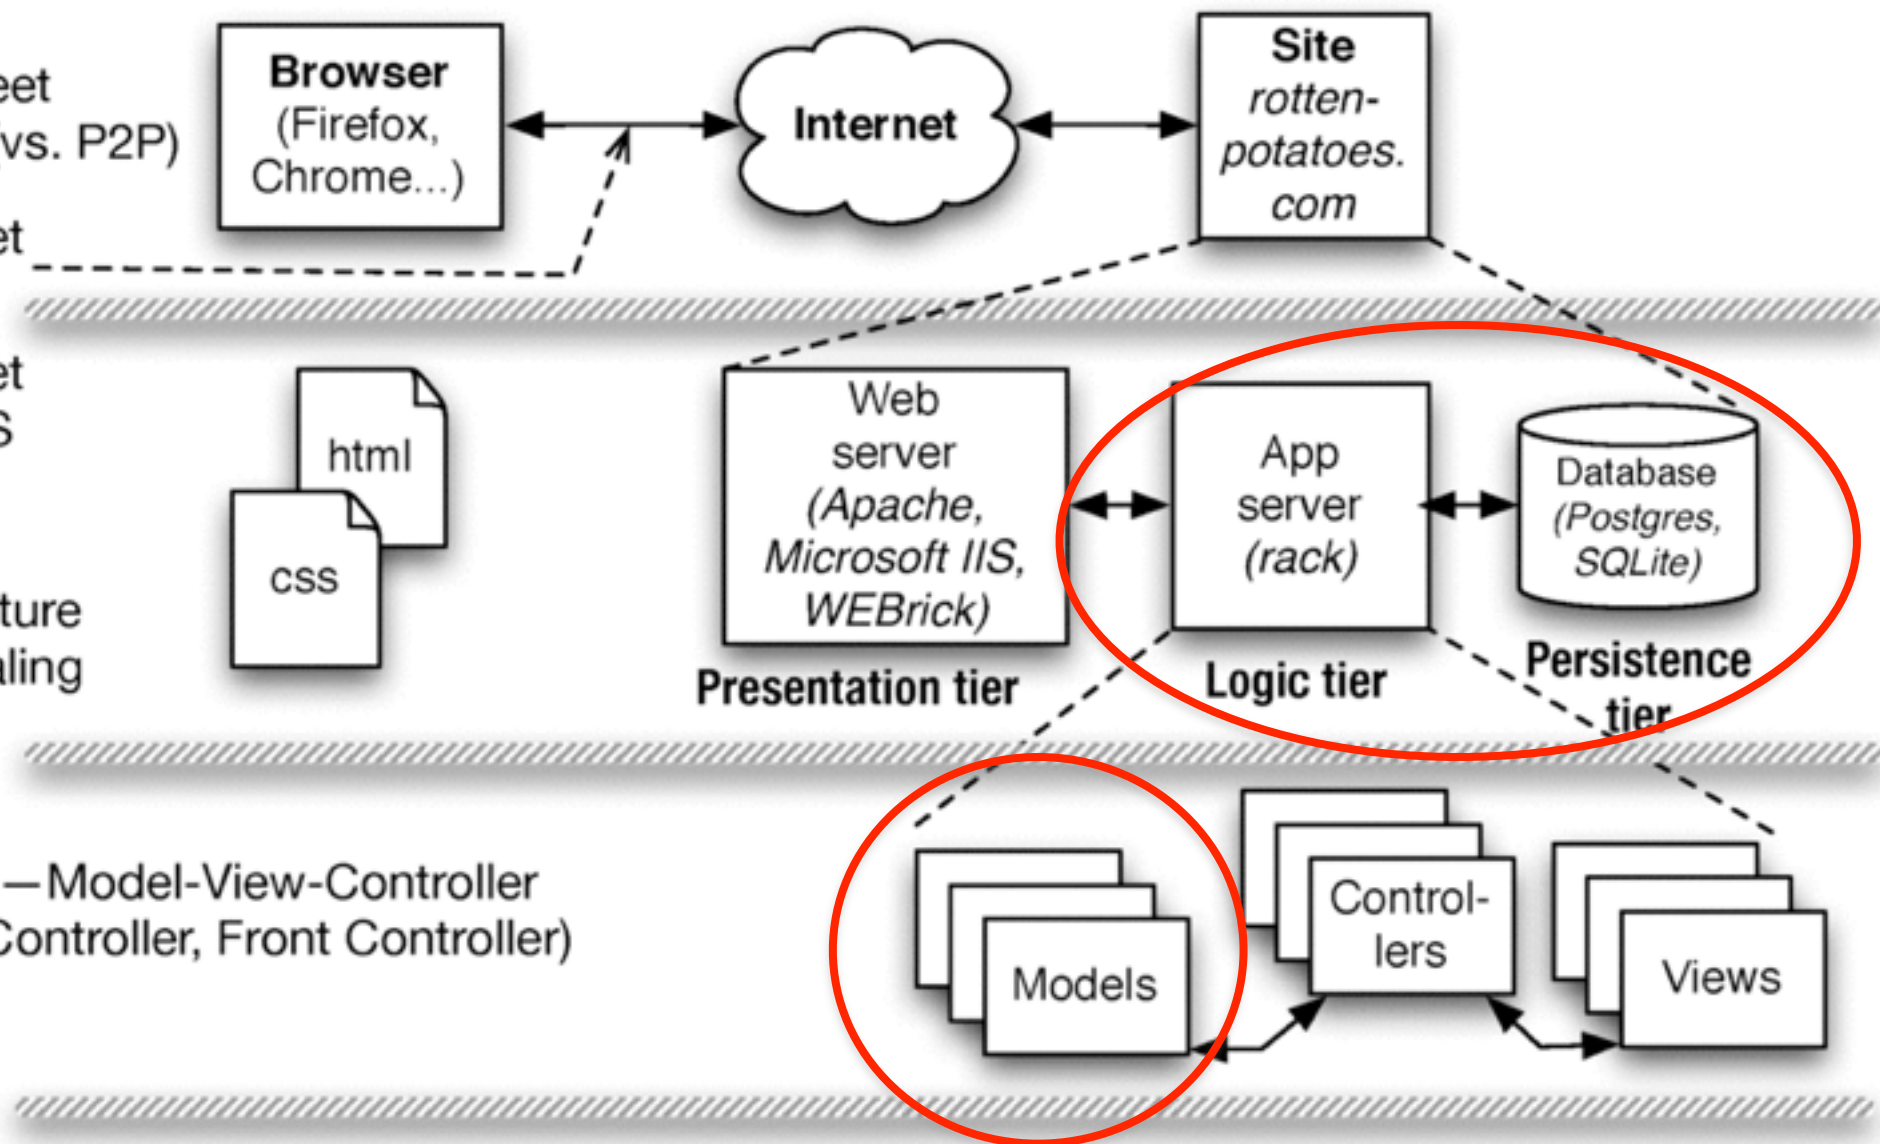 Browser
(Firefox,
Chrome...)
Internet
Site
rotten-
potatoes.
com
eet
vs. P2P)
et
et
S
html
css
ture
aling
Web
server
(Apache,
Microsoft IIS,
WEBrick)
Presentation tier
App
server
(rack)
Logic tier
Database
(Postgres,
SQLite)
Persistence
tier
—Model-View-Controller
Controller, Front Controller)
Models
Control-
lers
Views